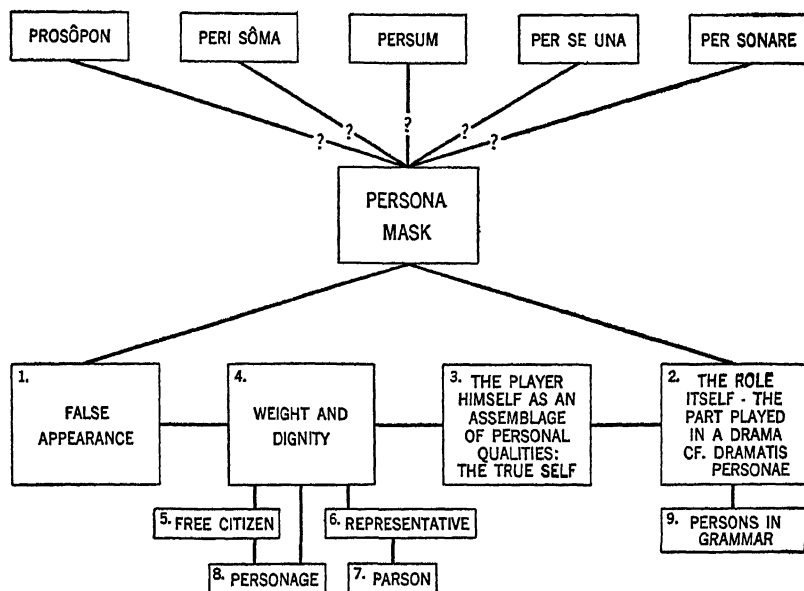 PROSÔPON
PERI SÔMA
PERSUM
PER SE UNA
PER SONARE
?
?
?
?
?
PERSONA
MASK
1.
FALSE
APPEARANCE
4.
WEIGHT AND
DIGNITY
3. THE PLAYER
HIMSELF AS AN
ASSEMBLAGE
OF PERSONAL
QUALITIES:
THE TRUE SELF
2. THE ROLE
ITSELF - THE
PART PLAYED
IN A DRAMA
CF. DRAMATIS
PERSONAE
5. FREE CITIZEN
6. REPRESENTATIVE
9. PERSONS IN
GRAMMAR
8. PERSONAGE
7. PARSON